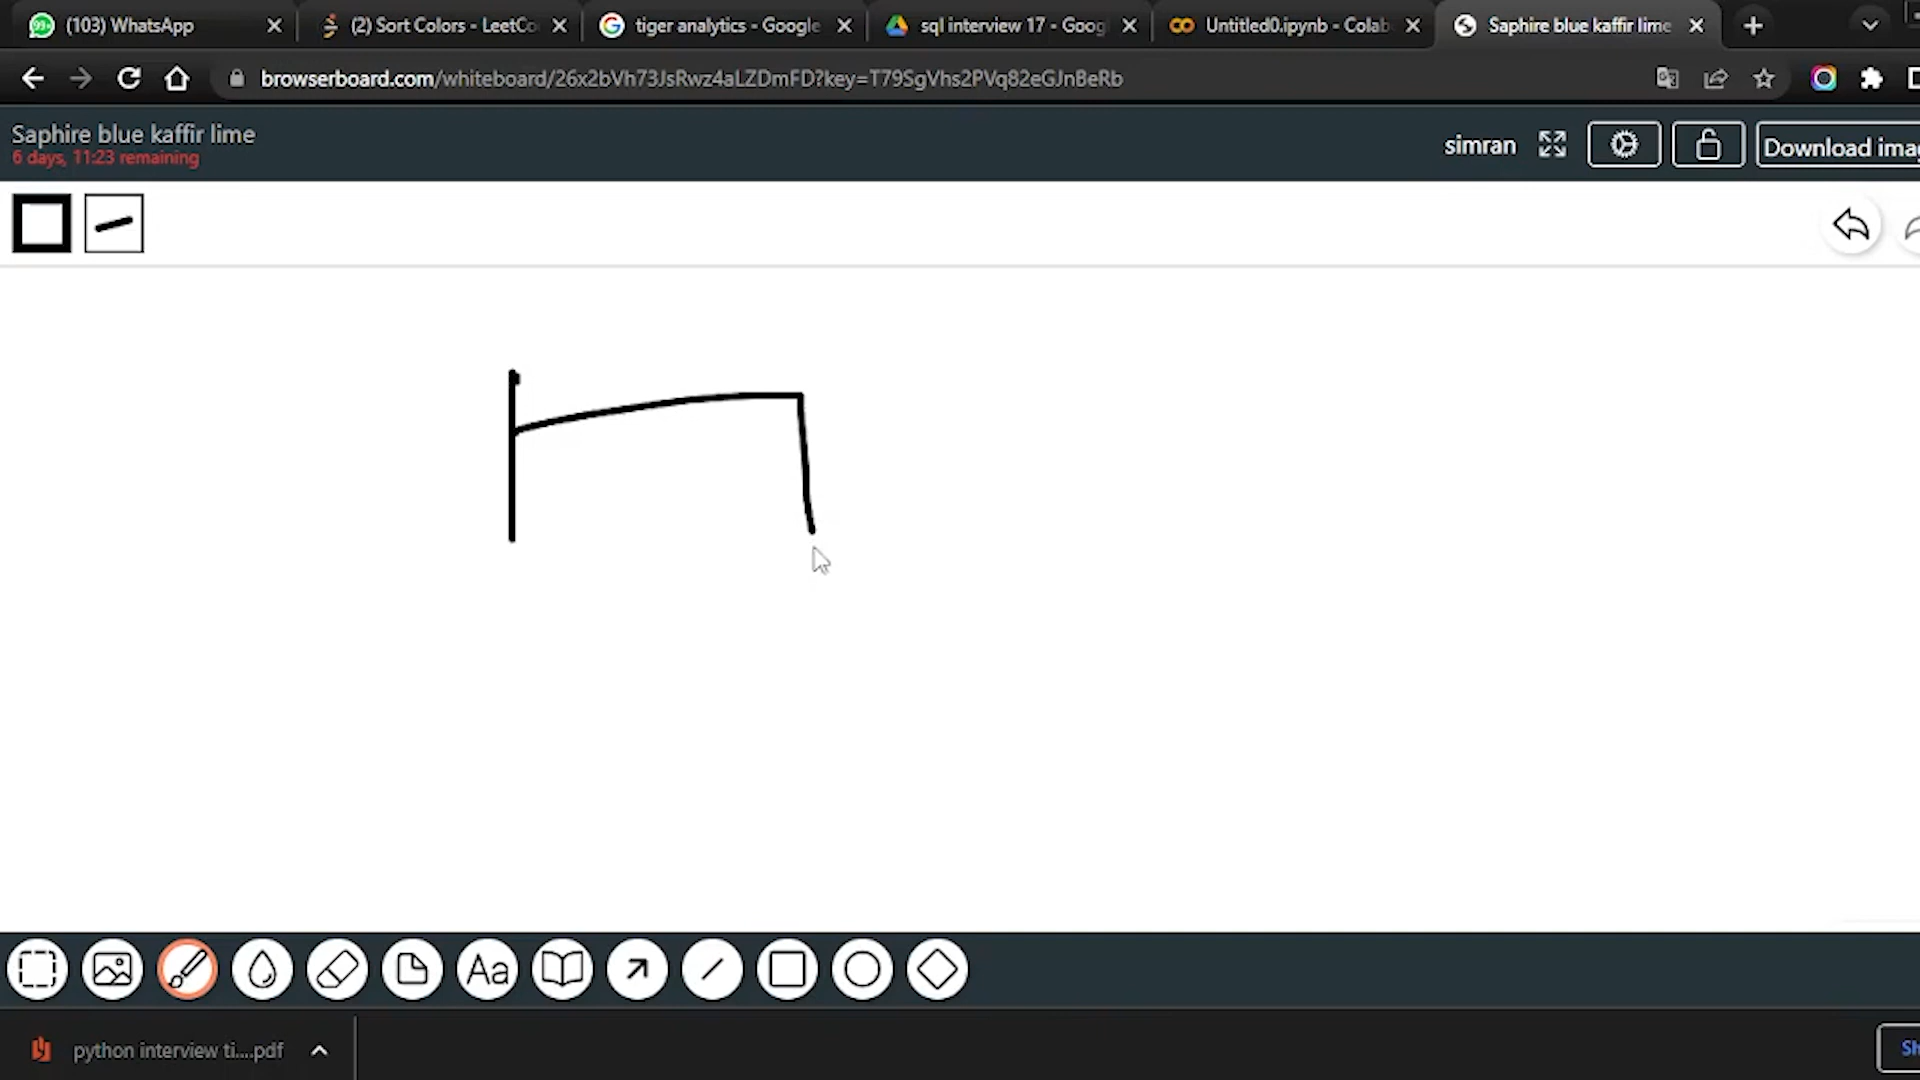 (103) WhatsApp
(2) Sort Colors - LeetCo
tiger analytics - Google
sql interview 17 - Goog
Untitled0.ipynb - Colab
Saphire blue kaffir lime
browserboard.com/whiteboard/26x2bVh73JsRwz4aLZDmFD?key=T79SgVhs2PVq82eGJnBeRb
Saphire blue kaffir lime
6 days, 11:23 remaining
simran
Download imag
Aa
python interview ti....pdf
Sh